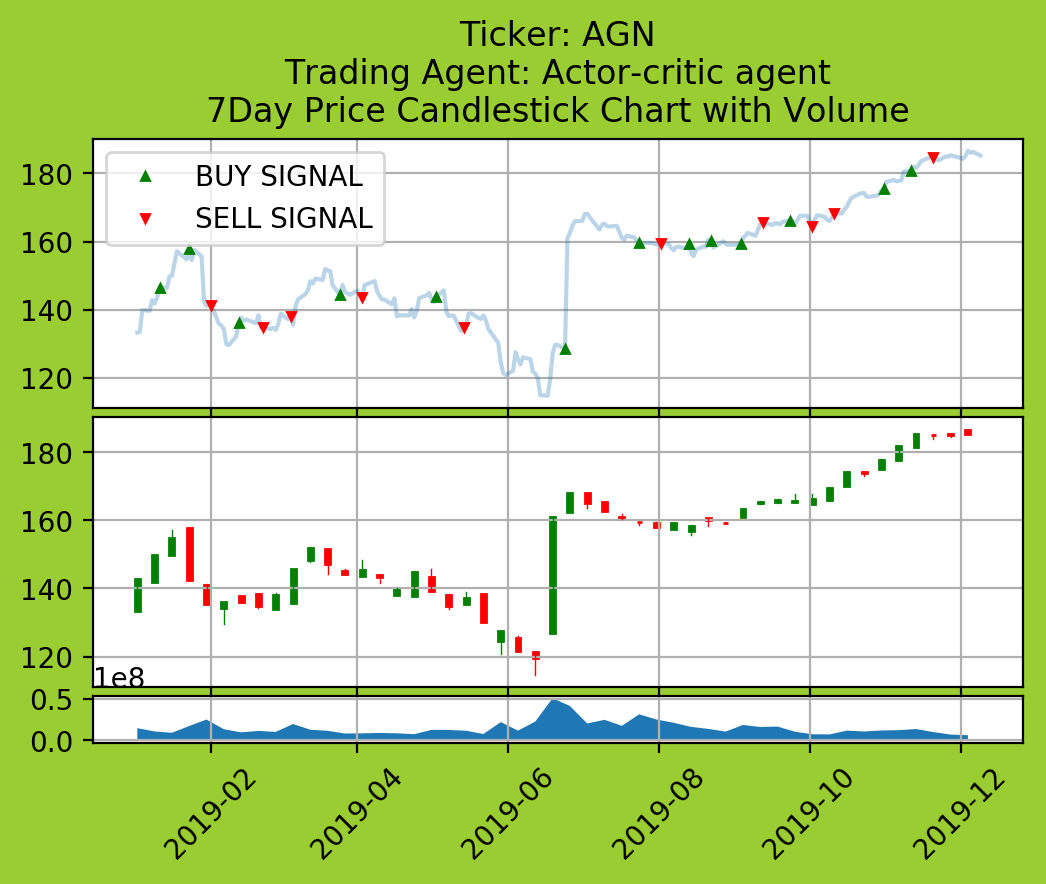 Ticker: AGN
Trading Agent: Actor-critic agent
7Day Price Candlestick Chart with Volume
BUY SIGNAL
SELL SIGNAL
180
160
140
120
180
160
140
120
1e8
0.5
0.0
2019-02
2019-04
2019-06
2019-08
2019-10
2019-12